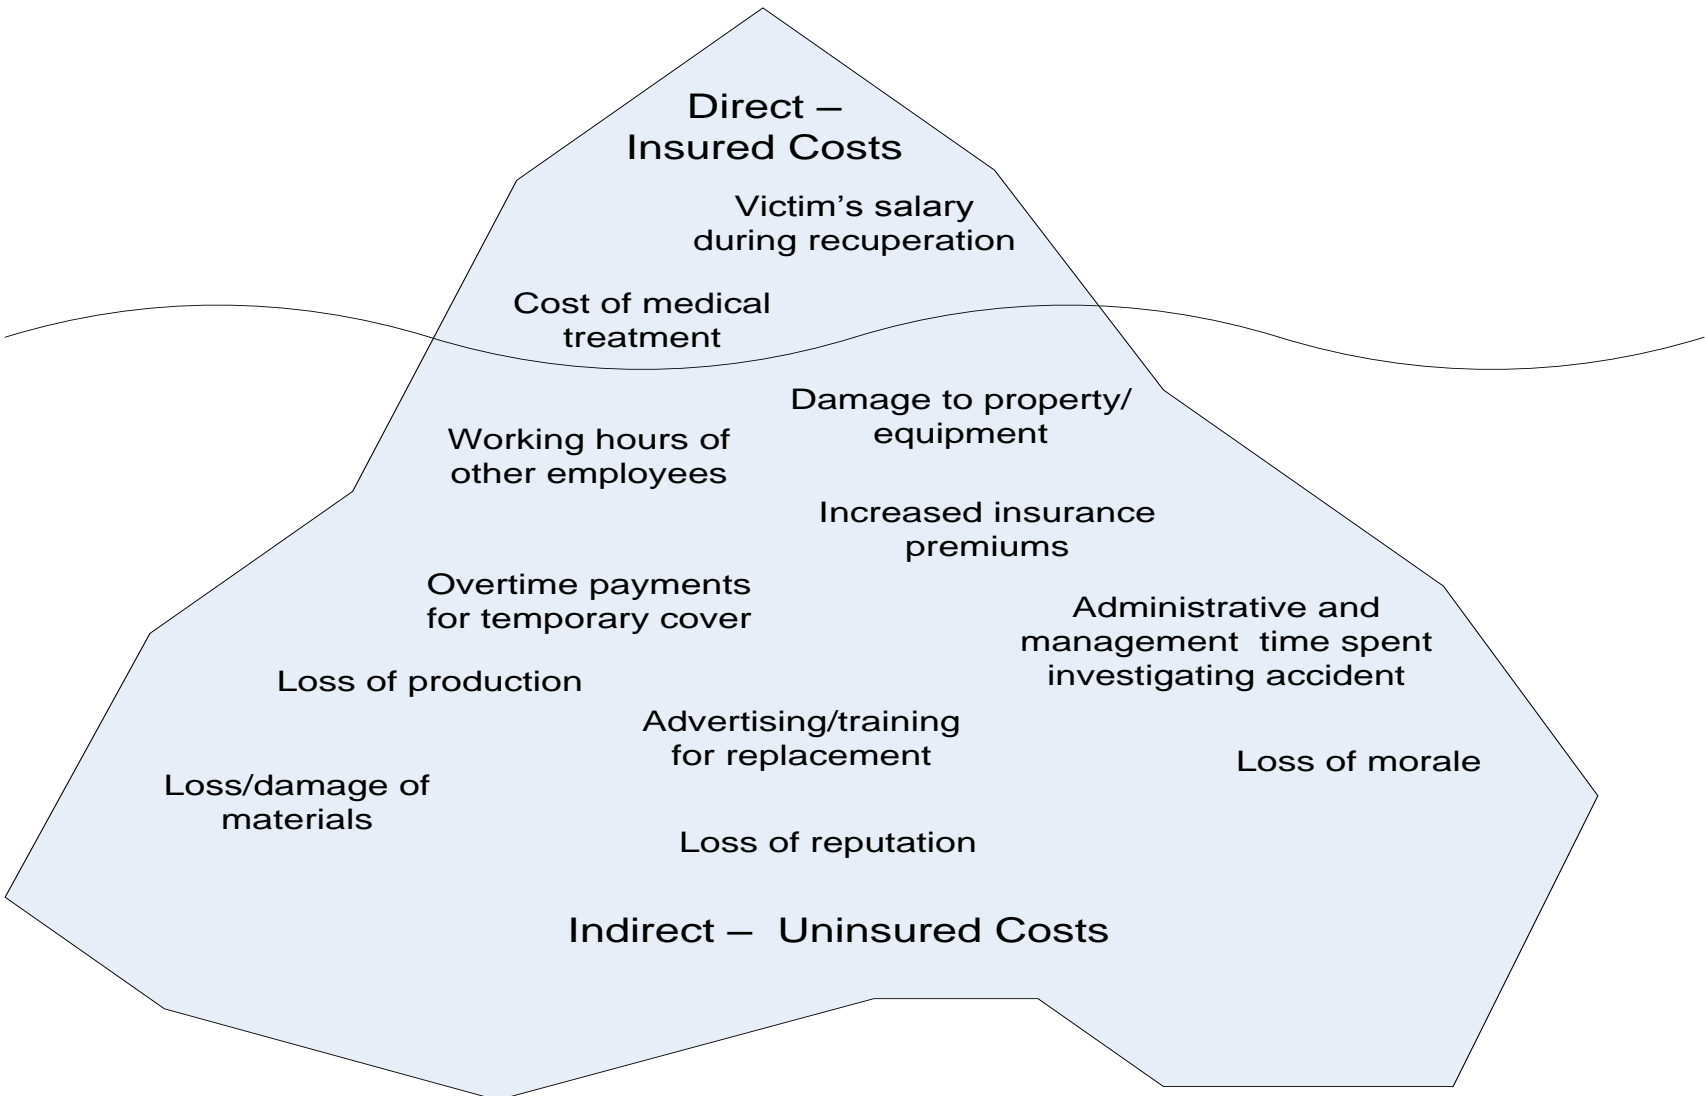 Direct –
Insured Costs
Victim’s salary
during recuperation
Cost of medical
treatment
Damage to property/
equipment
Working hours of
other employees
Increased insurance
premiums
Overtime payments
for temporary cover
Administrative and
management  time spent
investigating accident
Loss of production
Advertising/training
for replacement
Loss of morale
Loss/damage of
materials
Loss of reputation
Indirect –  Uninsured Costs